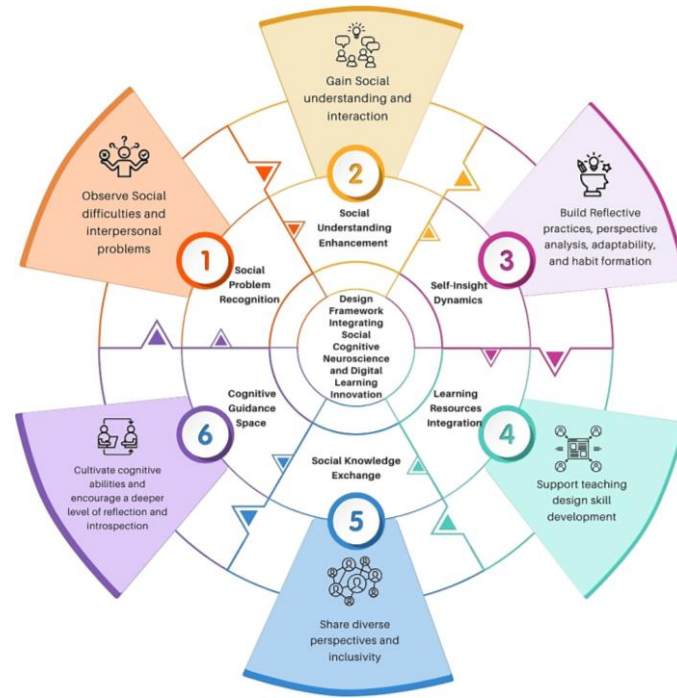 Gain Social
understanding and
interaction
2
Social
Understanding
Enhancement
Observe Social
difficulties and
interpersonal
problems
1
Social
Problem
Recognition
Build Reflective
practices, perspective
analysis, adaptability,
and habit formation
3
Self-Insight
Dynamics
Design
Framework
Integrating
Social
Cognitive
Neuroscience
and Digital
Learning
Innovation
Learning
Resources
Integration
4
Support teaching
design skill
development
Cognitive
Guidance
Space
6
Cultivate cognitive
abilities and
encourage a deeper
level of reflection and
introspection
Social Knowledge
Exchange
5
Share diverse
perspectives and
inclusivity